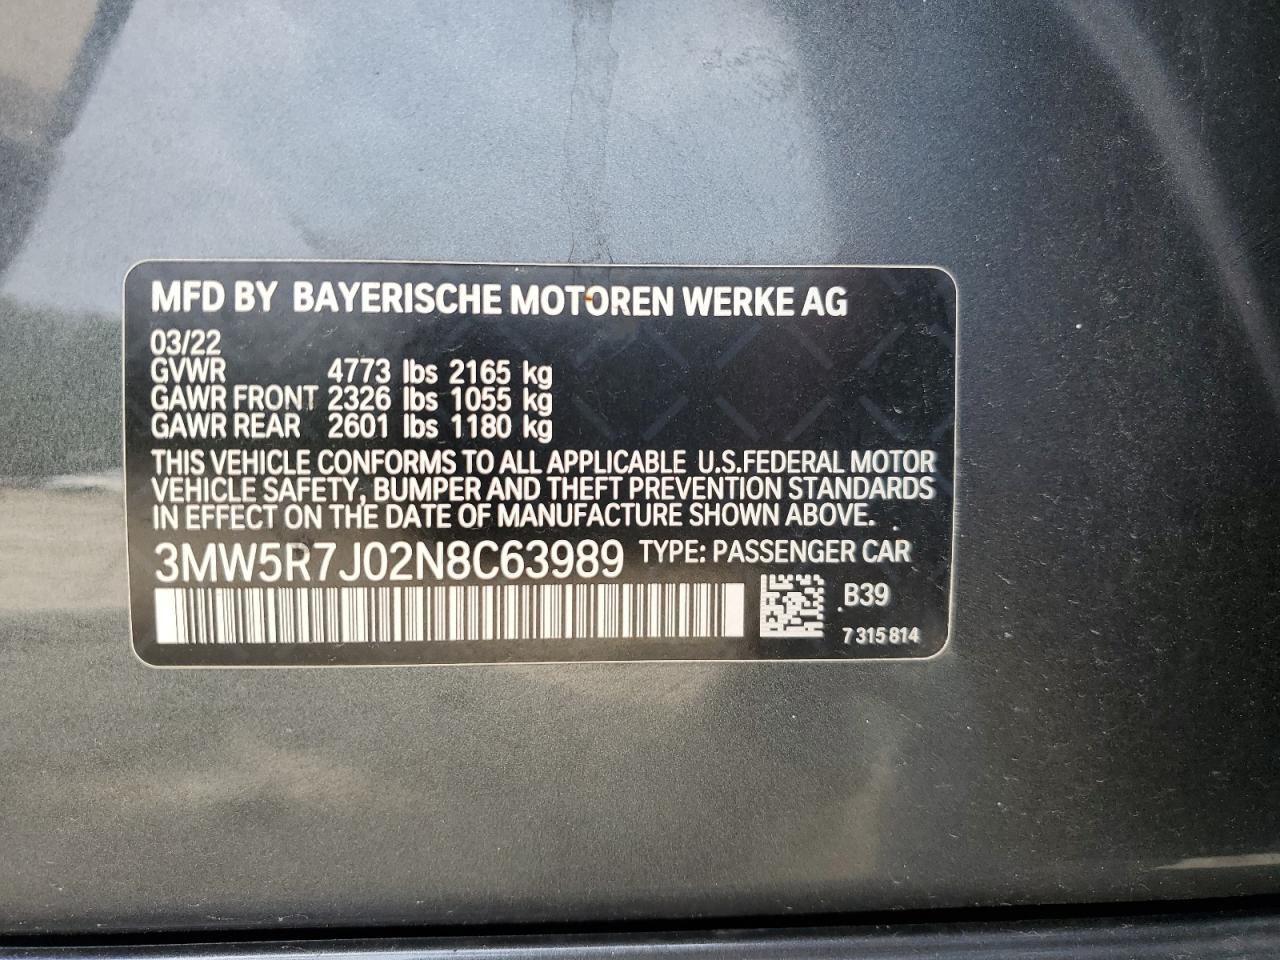 MFD BY BAYERISCHE MOTOREN WERKE AG
03/22
GVWR 4773 lbs 2165 kg
GAWR FRONT 2326 lbs 1055 kg
GAWR REAR 2601 lbs 1180 kg
THIS VEHICLE CONFORMS TO ALL APPLICABLE U.S.FEDERAL MOTOR
VEHICLE SAFETY, BUMPER AND THEFT PREVENTION STANDARDS
IN EFFECT ON THE DATE OF MANUFACTURE SHOWN ABOVE.
3MW5R7J02N8C63989 TYPE: PASSENGER CAR
B39
7 315 814